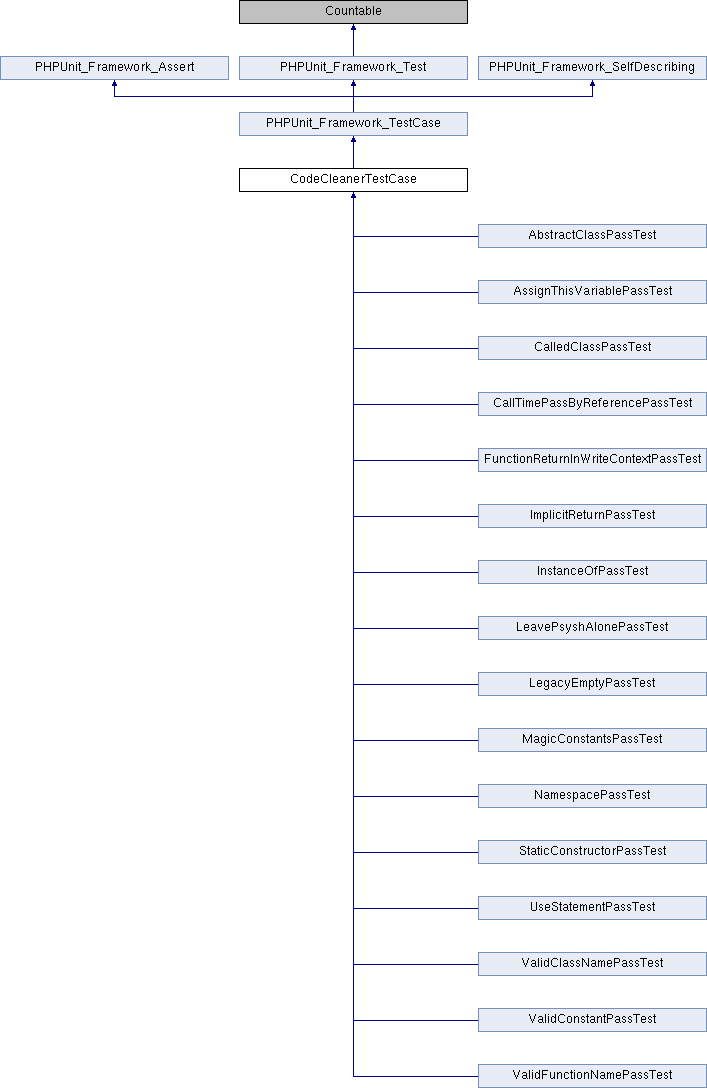 Countable
PHPUnit_Framework_Assert
PHPUnit_Framework_Test
PHPUnit_Framework_SelfDescribing
PHPUnit_Framework_TestCase
CodeCleanerTestCase
AbstractClassPassTest
AssignThisVariablePassTest
CalledClassPassTest
CallTimePassByReferencePassTest
FunctionReturnInWriteContextPassTest
ImplicitReturnPassTest
InstanceOfPassTest
LeavePsyshAlonePassTest
LegacyEmptyPassTest
MagicConstantsPassTest
NamespacePassTest
StaticConstructorPassTest
UseStatementPassTest
ValidClassNamePassTest
ValidConstantPassTest
ValidFunctionNamePassTest